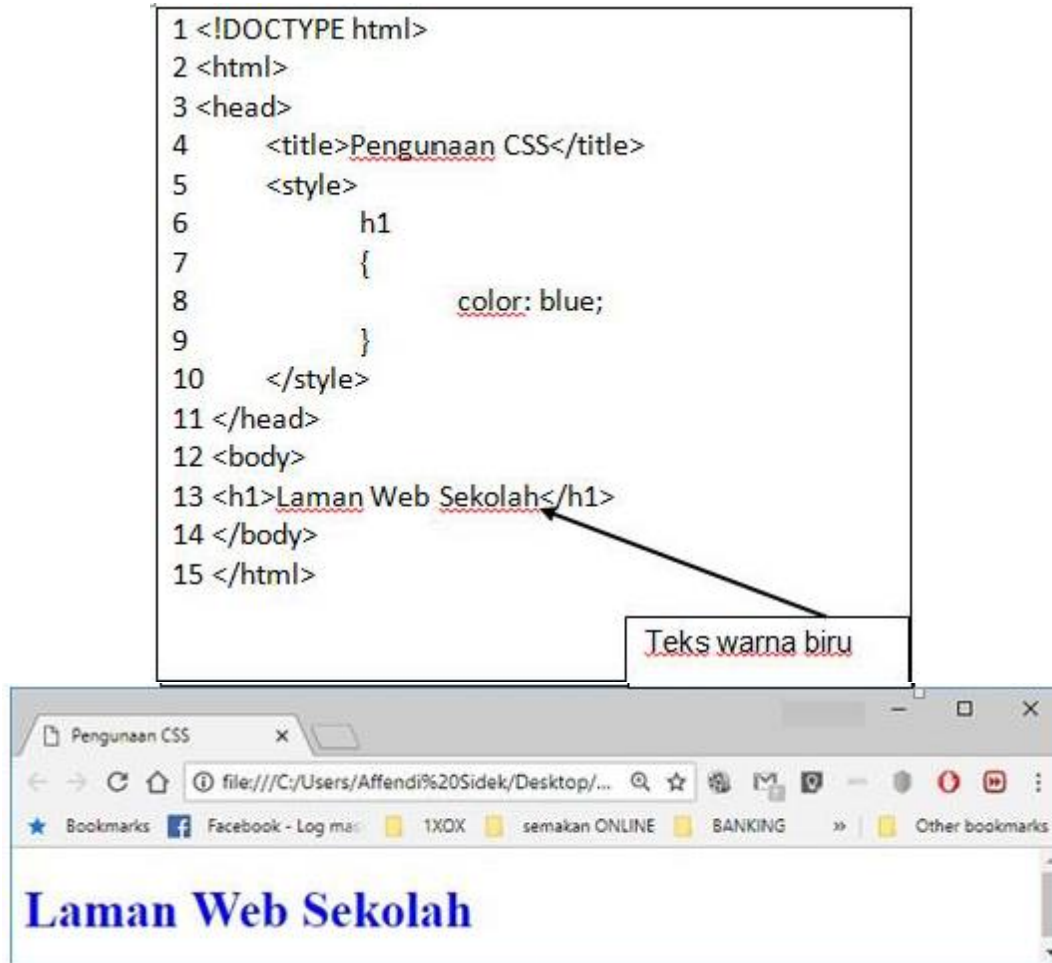 1 <!DOCTYPE html>
2 <html>
3 <head>
4 <title>Pengunaan CSS</title>
5 <style>
6 h1
7 {
8 color: blue;
9 }
10 </style>
11 </head>
12 <body>
13 <h1>Laman Web Sekolah</h1>
14 </body>
15 </html>
Teks warna biru
Pengunaan CSS
file:///C:/Users/Affendi%20Sidek/Desktop/...
Bookmarks Facebook - Log mas 1XOX semakan ONLINE BANKING » Other bookmarks
Laman Web Sekolah